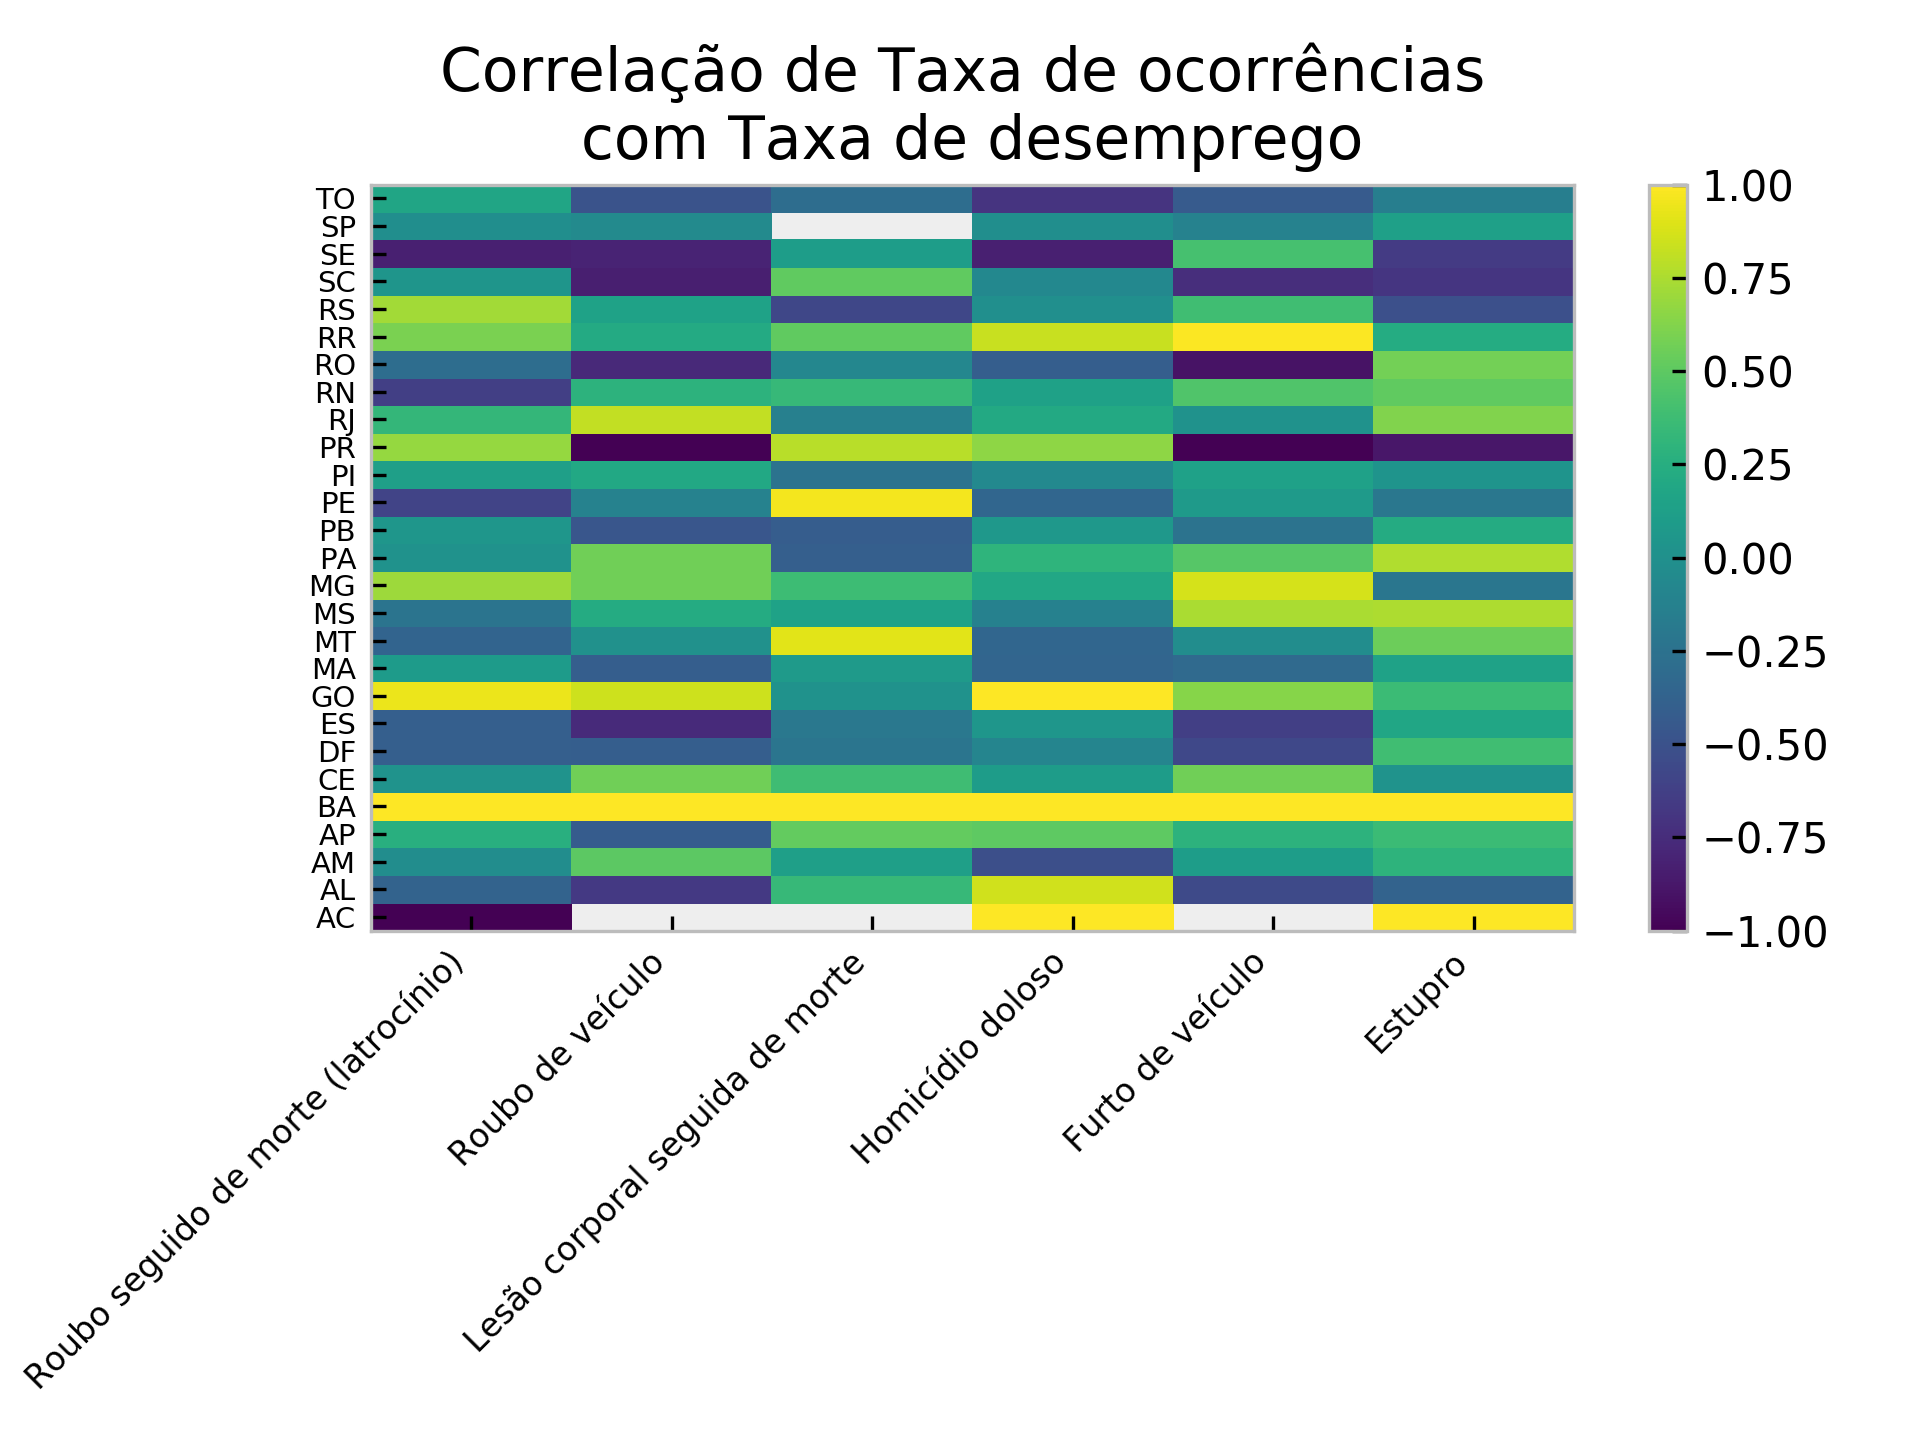 Correlação de Taxa de ocorrências
com Taxa de desemprego
TO
SP
SE
SC
RS
RR
RO
RN
RJ
PR
PI
PE
PB
PA
MG
MS
MT
MA
GO
ES
DF
CE
BA
AP
AM
AL
AC
1.00
0.75
0.50
0.25
0.00
−0.25
−0.50
−0.75
−1.00
Roubo seguido de morte (latrocínio)
Roubo de veículo
Lesão corporal seguida de morte
Homicídio doloso
Furto de veículo
Estupro